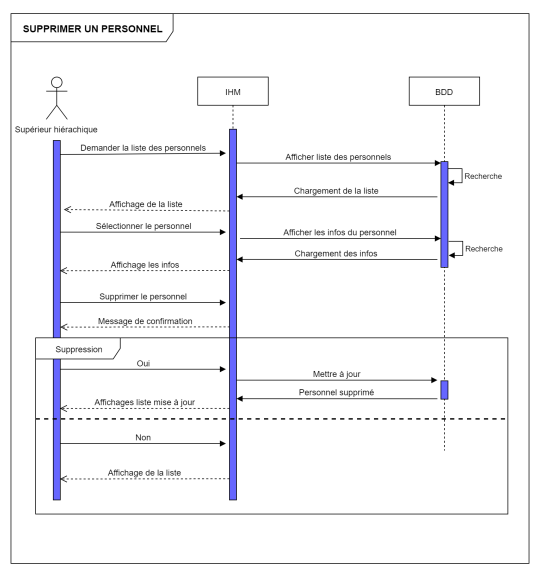 SUPPRIMER UN PERSONNEL
IHM
BDD
Supérieur hiérachique
Demander la liste des personnels
Afficher liste des personnels
Recherche
Chargement de la liste
Affichage de la liste
Sélectionner le personnel
Afficher les infos du personnel
Recherche
Chargement des infos
Affichage les infos
Supprimer le personnel
Message de confirmation
Suppression
Oui
Mettre à jour
Personnel supprimé
Affichages liste mise à jour
Non
Affichage de la liste